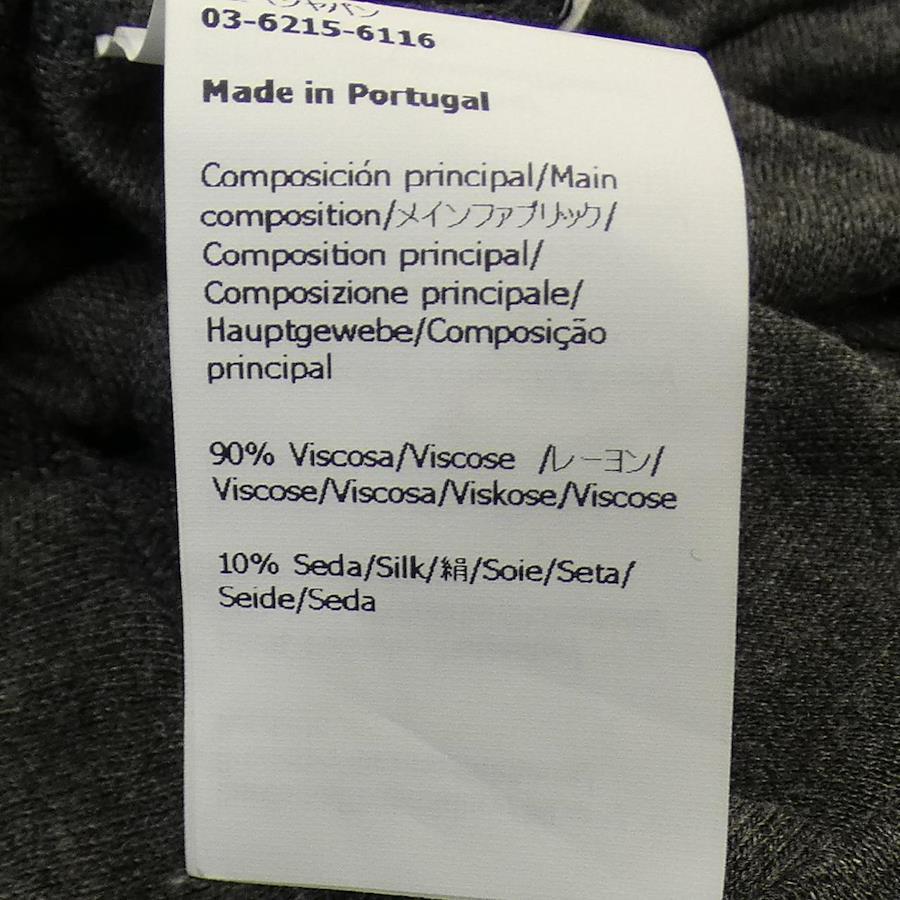 03-6215-6116
Made in Portugal
Composición principal/Main
composition/メインファブリック/
Composition principal/
Composizione principale/
Hauptgewebe/Composição
principal
90% Viscosa/Viscose /レーヨン/
Viscose/Viscosa/Viskose/Viscose
10% Seda/Silk/絹/Soie/Seta/
Seide/Seda